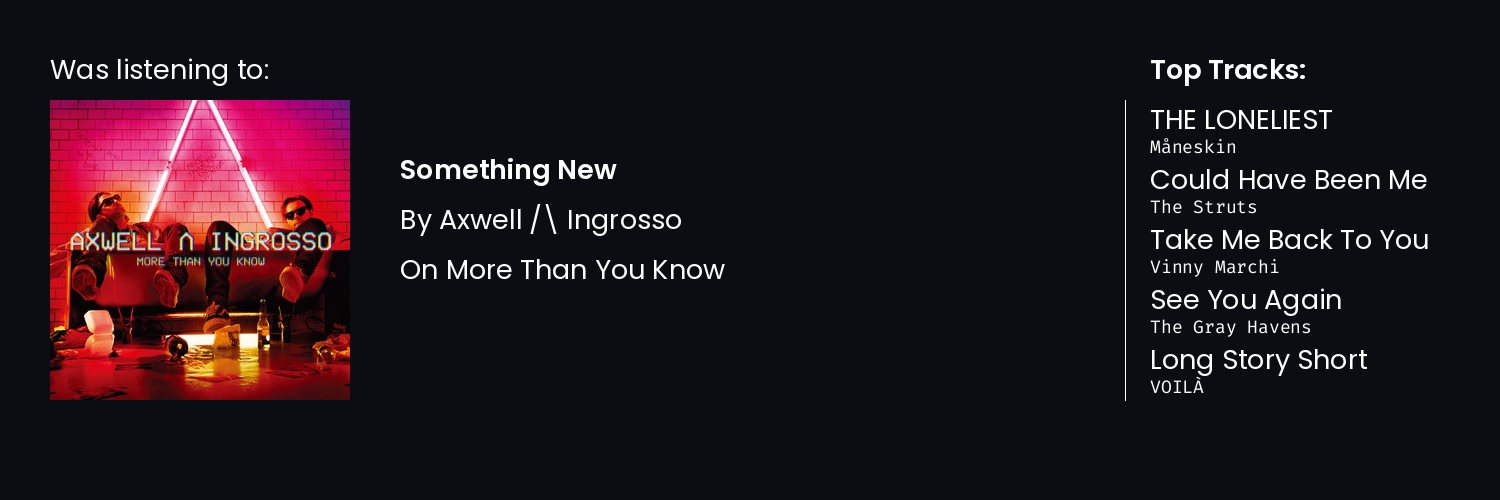 Was listening to:
AXWELL Λ INGROSSO
MORE THAN YOU KNOW
Something New
By Axwell /\ Ingrosso
On More Than You Know
Top Tracks:
THE LONELIEST
Måneskin
Could Have Been Me
The Struts
Take Me Back To You
Vinny Marchi
See You Again
The Gray Havens
Long Story Short
VOILÀ